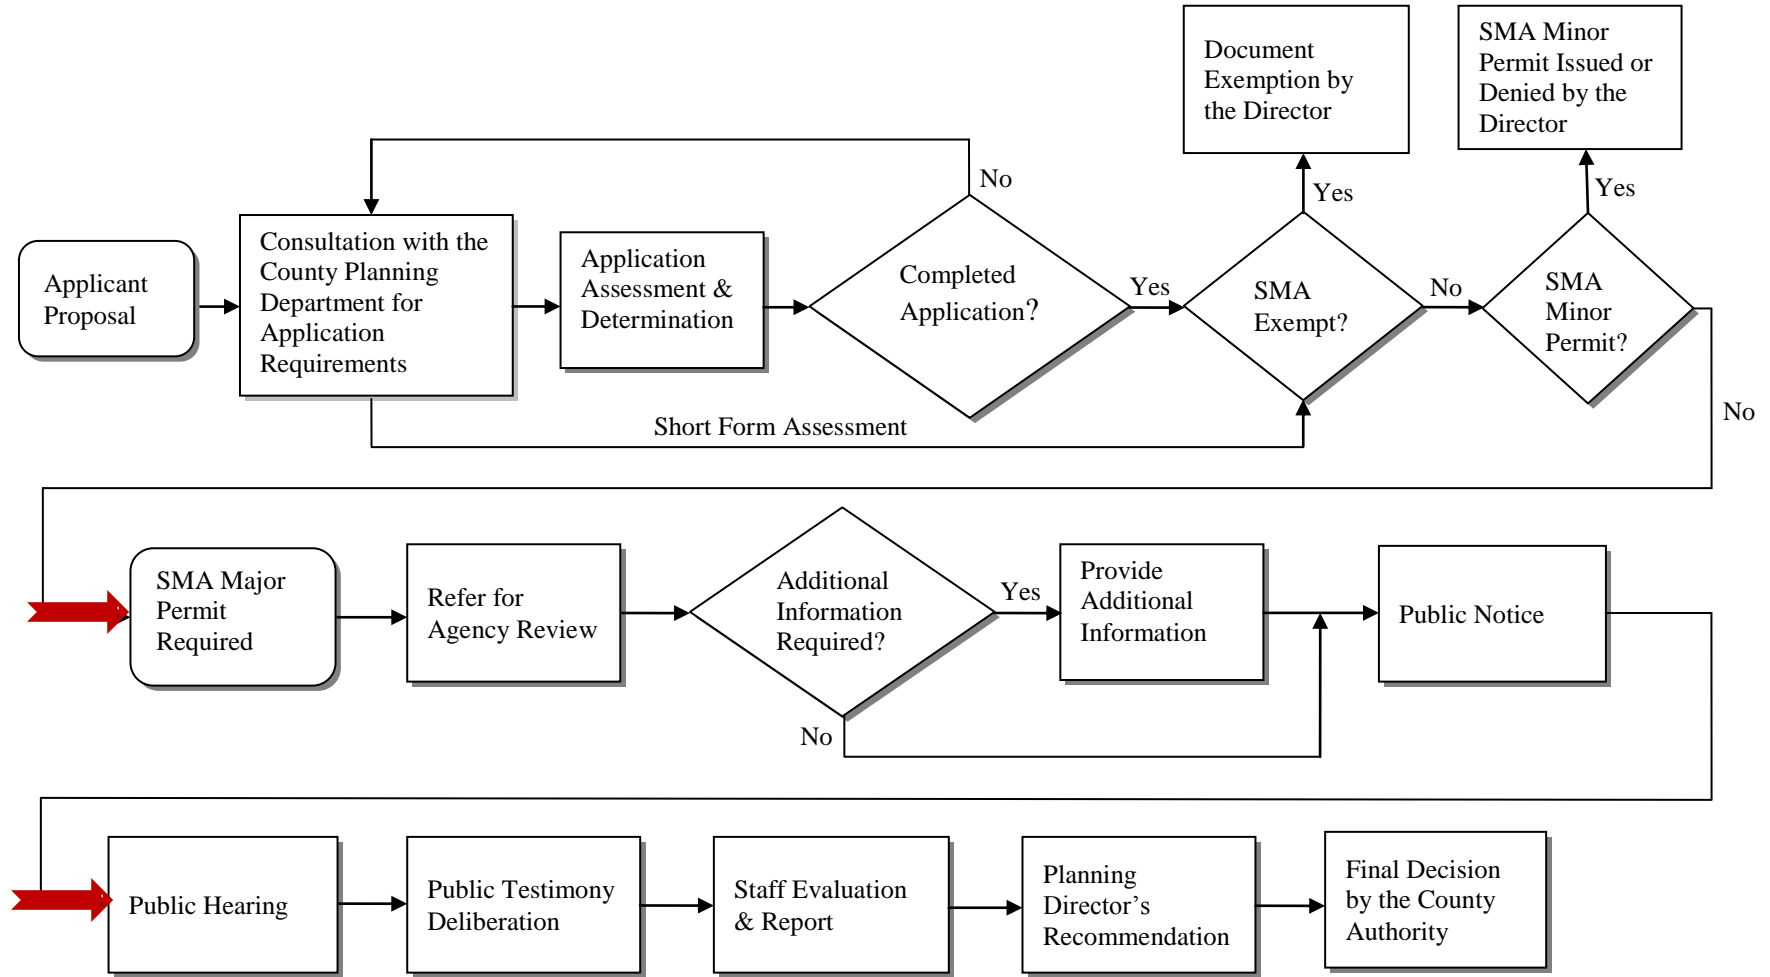 Applicant
Proposal
Consultation with the
County Planning
Department for
Application
Requirements
Application
Assessment &
Determination
Completed
Application?
No
Yes
SMA
Exempt?
Yes
Document
Exemption by
the Director
No
SMA
Minor
Permit?
Yes
SMA Minor
Permit Issued or
Denied by the
Director
No
Short Form Assessment
SMA Major
Permit
Required
Refer for
Agency Review
Additional
Information
Required?
Yes
No
Provide
Additional
Information
Public Notice
Public Hearing
Public Testimony
Deliberation
Staff Evaluation
& Report
Planning
Director’s
Recommendation
Final Decision
by the County
Authority